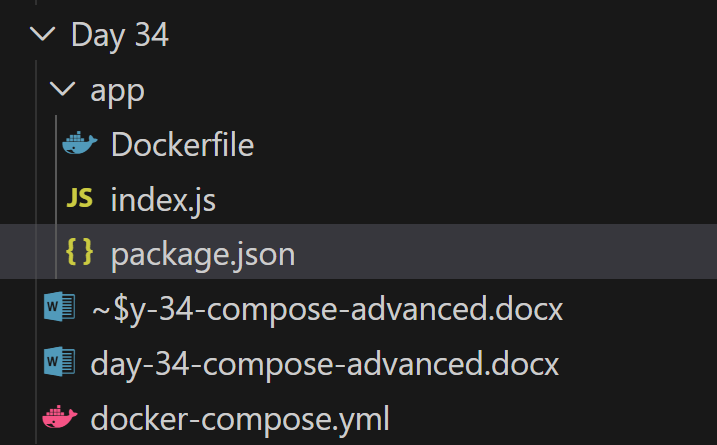 Day 34
app
Dockerfile
JS index.js
{ } package.json
W ~$y-34-compose-advanced.docx
W day-34-compose-advanced.docx
docker-compose.yml